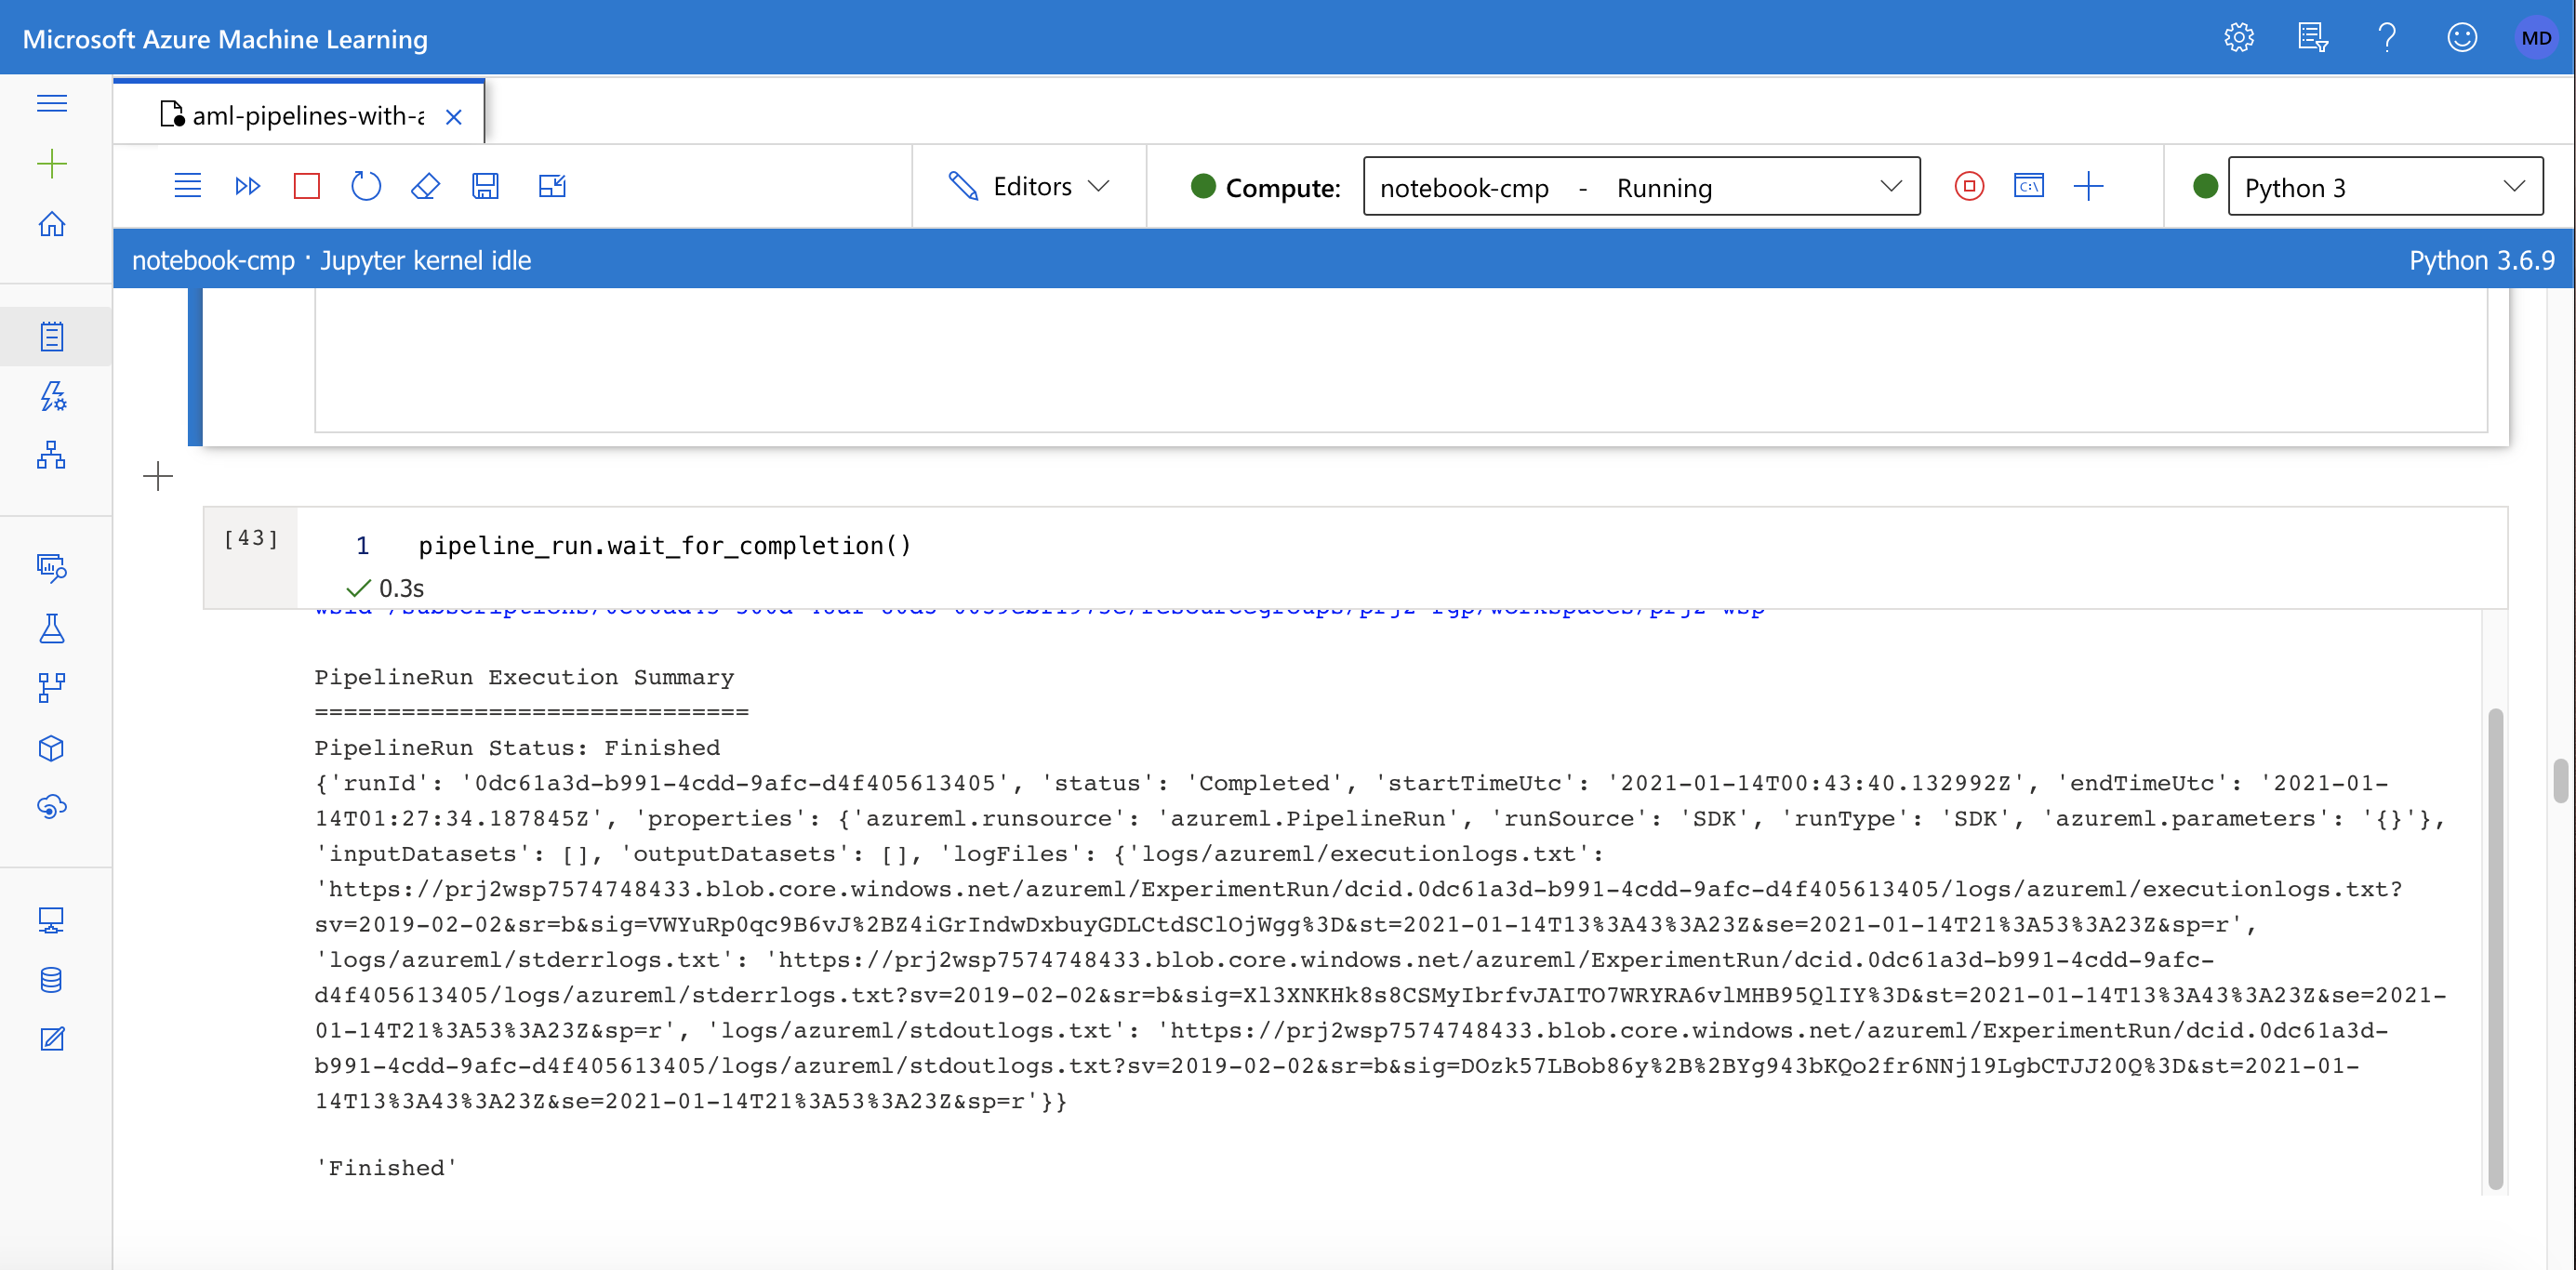 Microsoft Azure Machine Learning
MD
aml-pipelines-with-a
Editors
Compute:
notebook-cmp - Running
C:\
Python 3
notebook-cmp · Jupyter kernel idle
Python 3.6.9
[43]
1 pipeline_run.wait_for_completion()
0.3s
PipelineRun Execution Summary
==============================
PipelineRun Status: Finished
{'runId': '0dc61a3d-b991-4cdd-9afc-d4f405613405', 'status': 'Completed', 'startTimeUtc': '2021-01-14T00:43:40.132992Z', 'endTimeUtc': '2021-01-
14T01:27:34.187845Z', 'properties': {'azureml.runsource': 'azureml.PipelineRun', 'runSource': 'SDK', 'runType': 'SDK', 'azureml.parameters': '{}'},
'inputDatasets': [], 'outputDatasets': [], 'logFiles': {'logs/azureml/executionlogs.txt':
'https://prj2wsp7574748433.blob.core.windows.net/azureml/ExperimentRun/dcid.0dc61a3d-b991-4cdd-9afc-d4f405613405/logs/azureml/executionlogs.txt?
sv=2019-02-02&sr=b&sig=VWYuRp0qc9B6vJ%2BZ4iGrIndwDxbuyGDLCtdSClOjWgg%3D&st=2021-01-14T13%3A43%3A23Z&se=2021-01-14T21%3A53%3A23Z&sp=r',
'logs/azureml/stderrlogs.txt': 'https://prj2wsp7574748433.blob.core.windows.net/azureml/ExperimentRun/dcid.0dc61a3d-b991-4cdd-9afc-
d4f405613405/logs/azureml/stderrlogs.txt?sv=2019-02-02&sr=b&sig=Xl3XNKHk8s8CSMyIbrfvJAITO7WRYRA6vlMHB95QlIY%3D&st=2021-01-14T13%3A43%3A23Z&se=2021-
01-14T21%3A53%3A23Z&sp=r', 'logs/azureml/stdoutlogs.txt': 'https://prj2wsp7574748433.blob.core.windows.net/azureml/ExperimentRun/dcid.0dc61a3d-
b991-4cdd-9afc-d4f405613405/logs/azureml/stdoutlogs.txt?sv=2019-02-02&sr=b&sig=DOzk57LBob86y%2B%2BYg943bKQo2fr6NNj19LgbCTJJ20Q%3D&st=2021-01-
14T13%3A43%3A23Z&se=2021-01-14T21%3A53%3A23Z&sp=r'}}
'Finished'